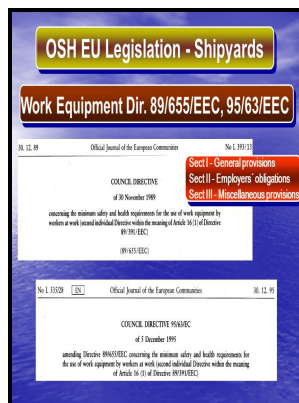 OSH EU Legislation - Shipyards
Work Equipment Dir. 89/655/EEC, 95/63/EEC
30. 12. 89 Official Journal of the European Communities No L 393/13
Sect I - General provisions
Sect II - Employers´ obligations
Sect III - Miscellaneous provisions
COUNCIL DIRECTIVE
of 30 November 1989
concerning the minimum safety and health requirements for the use of work equipment by
workers at work (second individual Directive within the meaning of Article 16 (1) of Directive
89/391/EEC)
(89/655/EEC)
No L 335/28 EN Official Journal of the European Communities 30. 12. 95
COUNCIL DIRECTIVE 95/63/EC
of 5 December 1995
amending Directive 89/655/EEC concerning the minimum safety and health requirements for
the use of work equipment by workers at work (second individual Directive within the meaning
of Article 16 (1) of Directive 89/391/EEC)